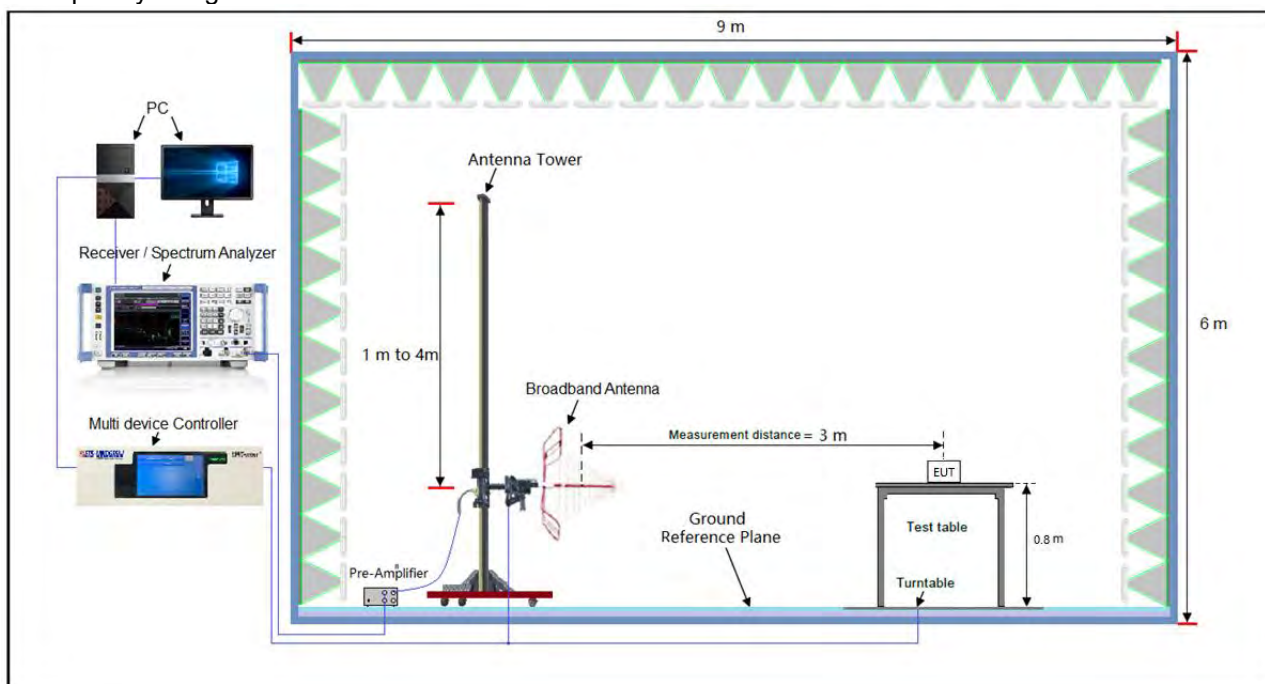 9 m
PC
Antenna Tower
Receiver / Spectrum Analyzer
6 m
1 m to 4m
Broadband Antenna
Multi device Controller
Measurement distance = 3 m
EUT
Ground
Reference Plane
Test table
0.8 m
Pre-Amplifier
Turntable